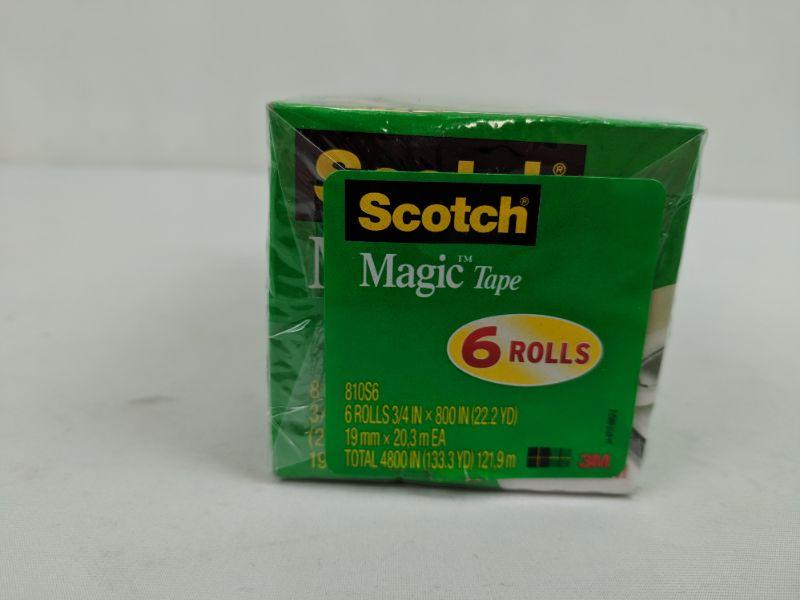 Scotch®
Magic™ Tape
6 ROLLS
810S6
6 ROLLS 3/4 IN × 800 IN (22.2 YD)
19 mm × 20,3 m EA
TOTAL 4800 IN (133.3 YD) 121,9 m
3M